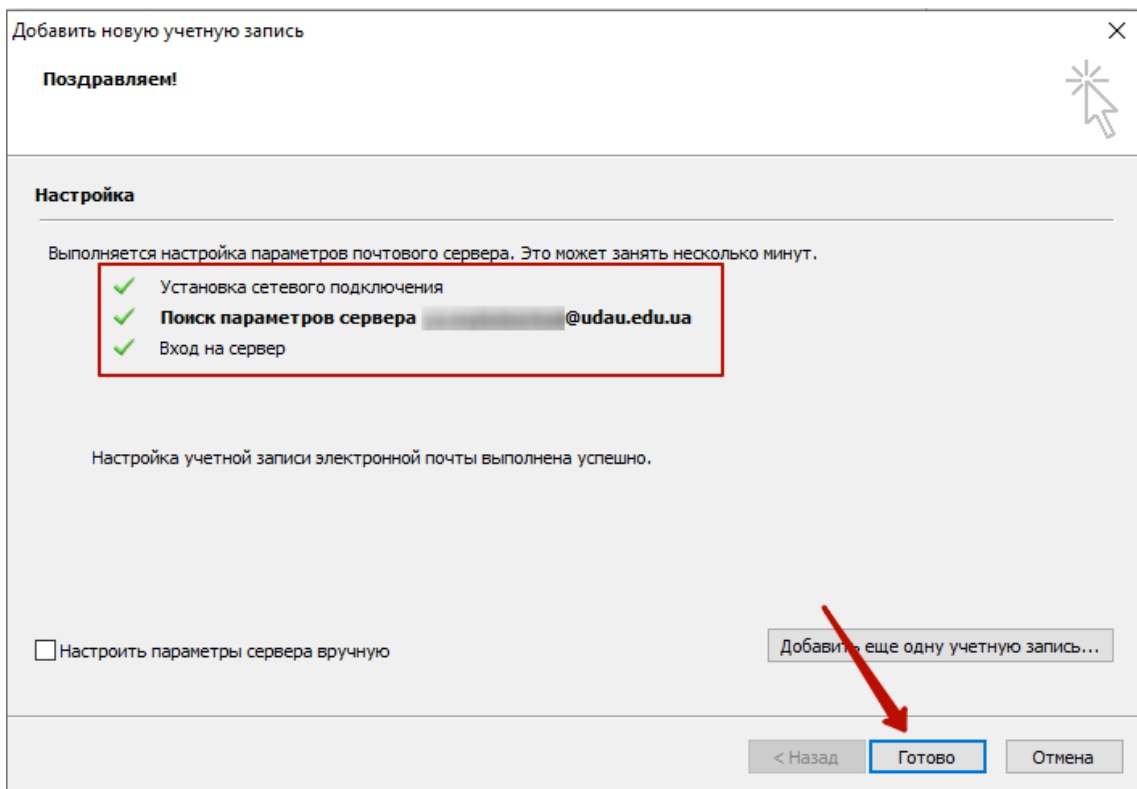 Добавить новую учетную запись
Поздравляем!
Настройка
Выполняется настройка параметров почтового сервера. Это может занять несколько минут.
Установка сетевого подключения
Поиск параметров сервера @udau.edu.ua
Вход на сервер
Настройка учетной записи электронной почты выполнена успешно.
Настроить параметры сервера вручную
Добавить еще одну учетную запись...
< Назад
Готово
Отмена